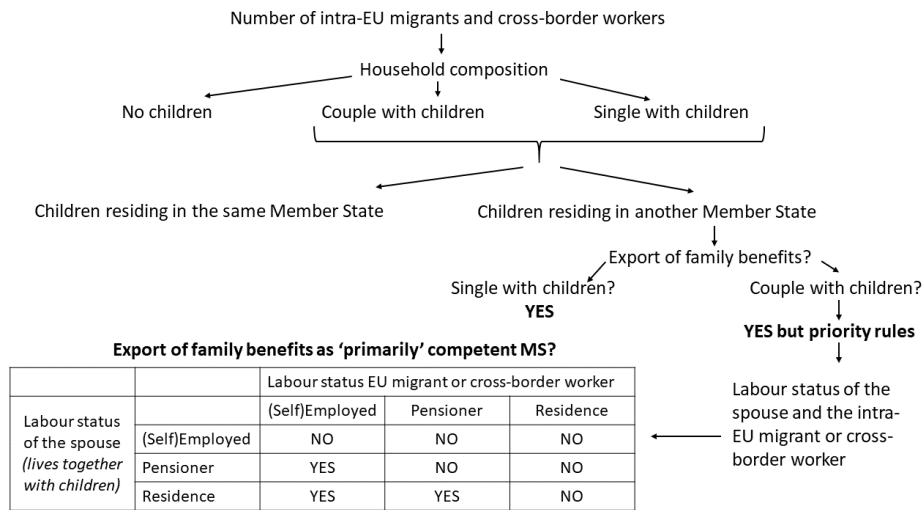 Number of intra-EU migrants and cross-border workers
Household composition
No children
Couple with children
Single with children
Children residing in the same Member State
Children residing in another Member State
Export of family benefits?
Single with children?
YES
Couple with children?
YES but priority rules
Labour status of the
spouse and the intra-
EU migrant or cross-
border worker
Export of family benefits as ‘primarily’ competent MS?
Labour status EU migrant or cross-border worker
(Self)Employed Pensioner Residence
Labour status
of the spouse
(lives together
with children)
(Self)Employed NO NO NO
Pensioner YES NO NO
Residence YES YES NO